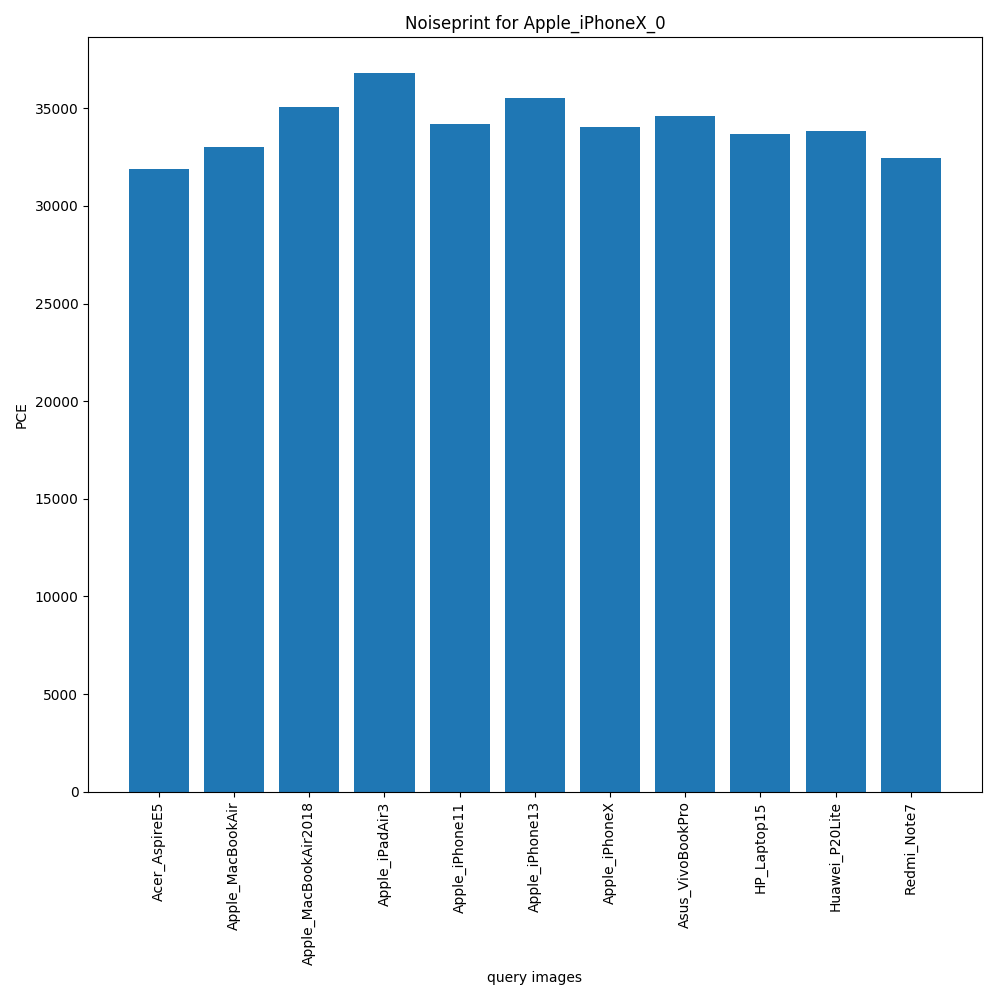 Noiseprint for Apple_iPhoneX_0
PCE
35000
30000
25000
20000
15000
10000
5000
0
Acer_AspireE5
Apple_MacBookAir
Apple_MacBookAir2018
Apple_iPadAir3
Apple_iPhone11
Apple_iPhone13
Apple_iPhoneX
Asus_VivoBookPro
HP_Laptop15
Huawei_P20Lite
Redmi_Note7
query images